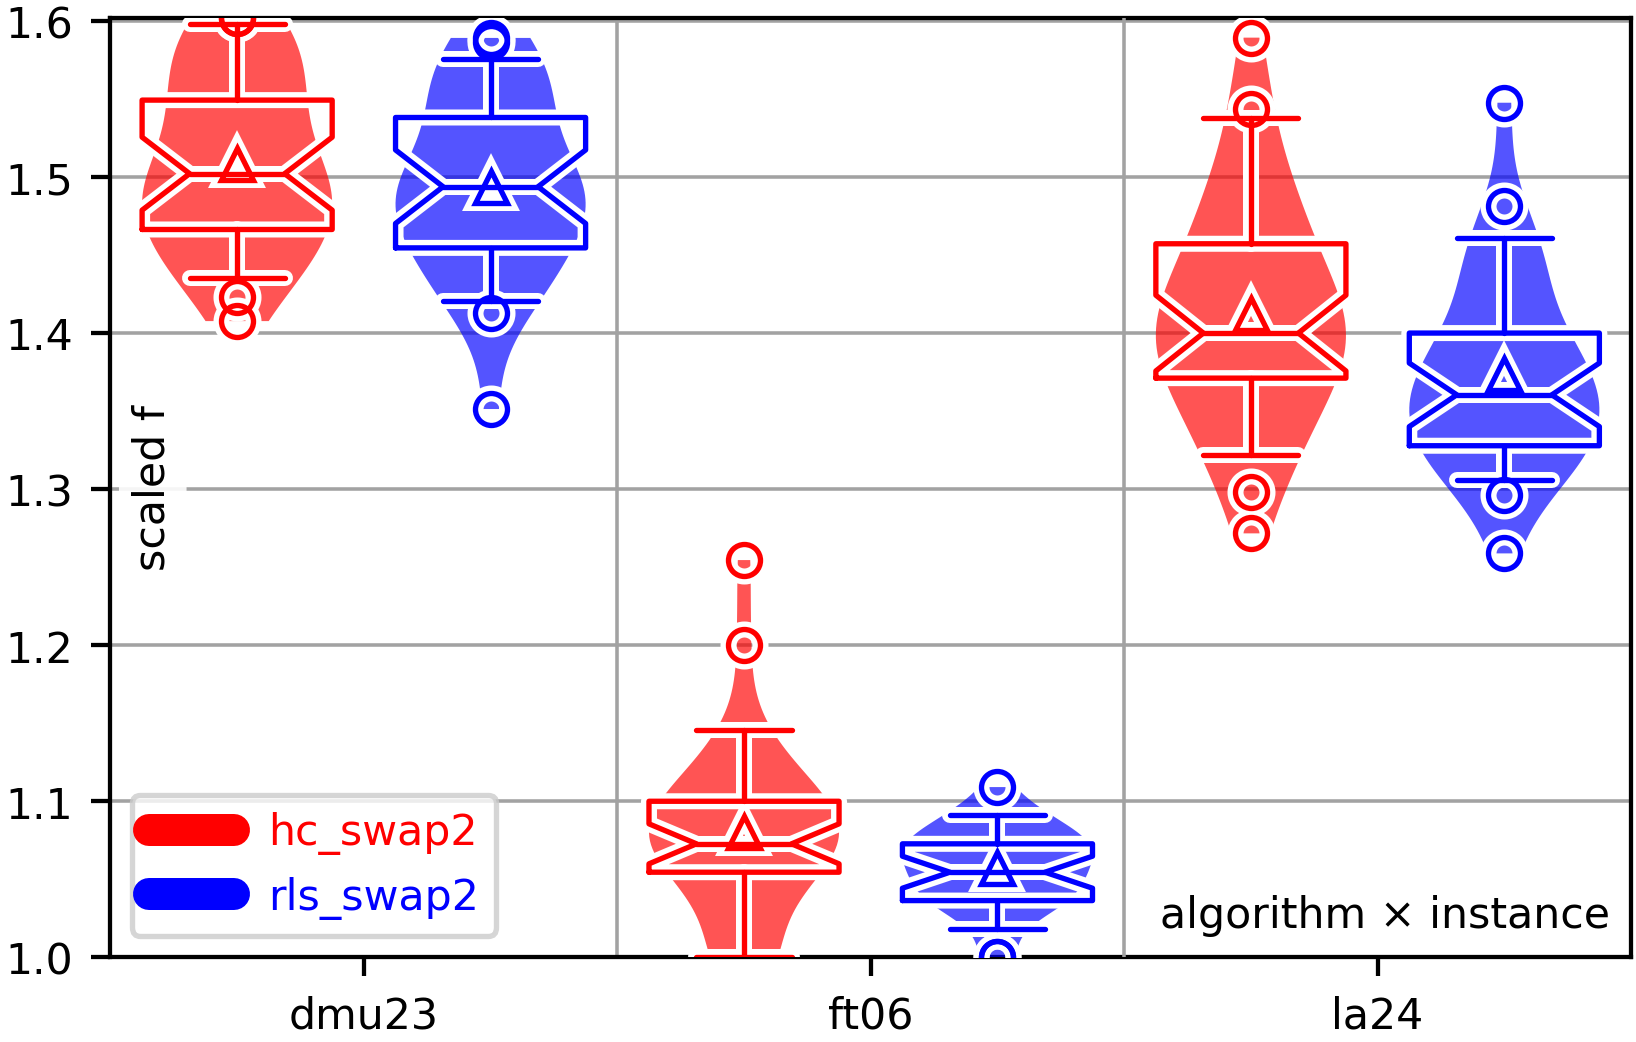 1.6
1.5
1.4
1.3
1.2
1.1
1.0
scaled f
hc_swap2
rls_swap2
algorithm × instance
dmu23
ft06
la24